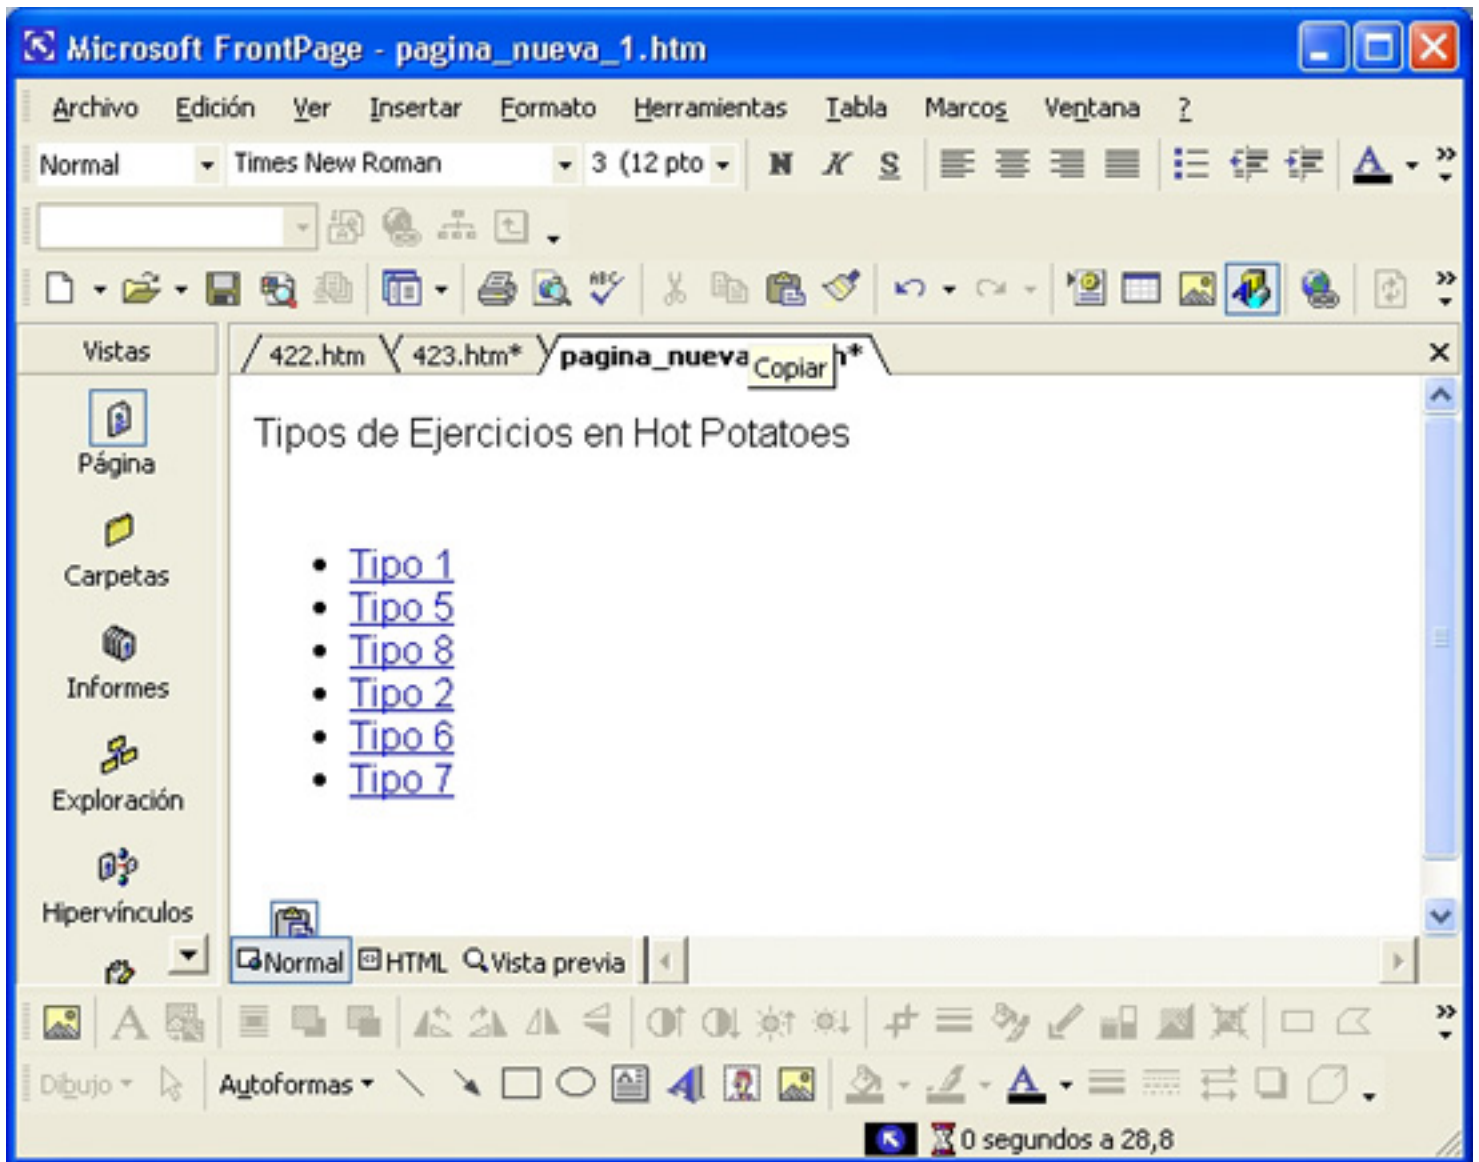 Microsoft FrontPage - pagina_nueva_1.htm
Archivo Edición Ver Insertar Formato Herramientas Tabla Marcos Ventana ?
Normal Times New Roman 3 (12 pto N K S A
ABC
Vistas 422.htm 423.htm* pagina_nueva h*
Copiar
Página
Carpetas
Informes
Exploración
Hipervínculos
Tipos de Ejercicios en Hot Potatoes
• Tipo 1
• Tipo 5
• Tipo 8
• Tipo 2
• Tipo 6
• Tipo 7
Normal HTML Vista previa
Dibujo Autoformas
0 segundos a 28,8